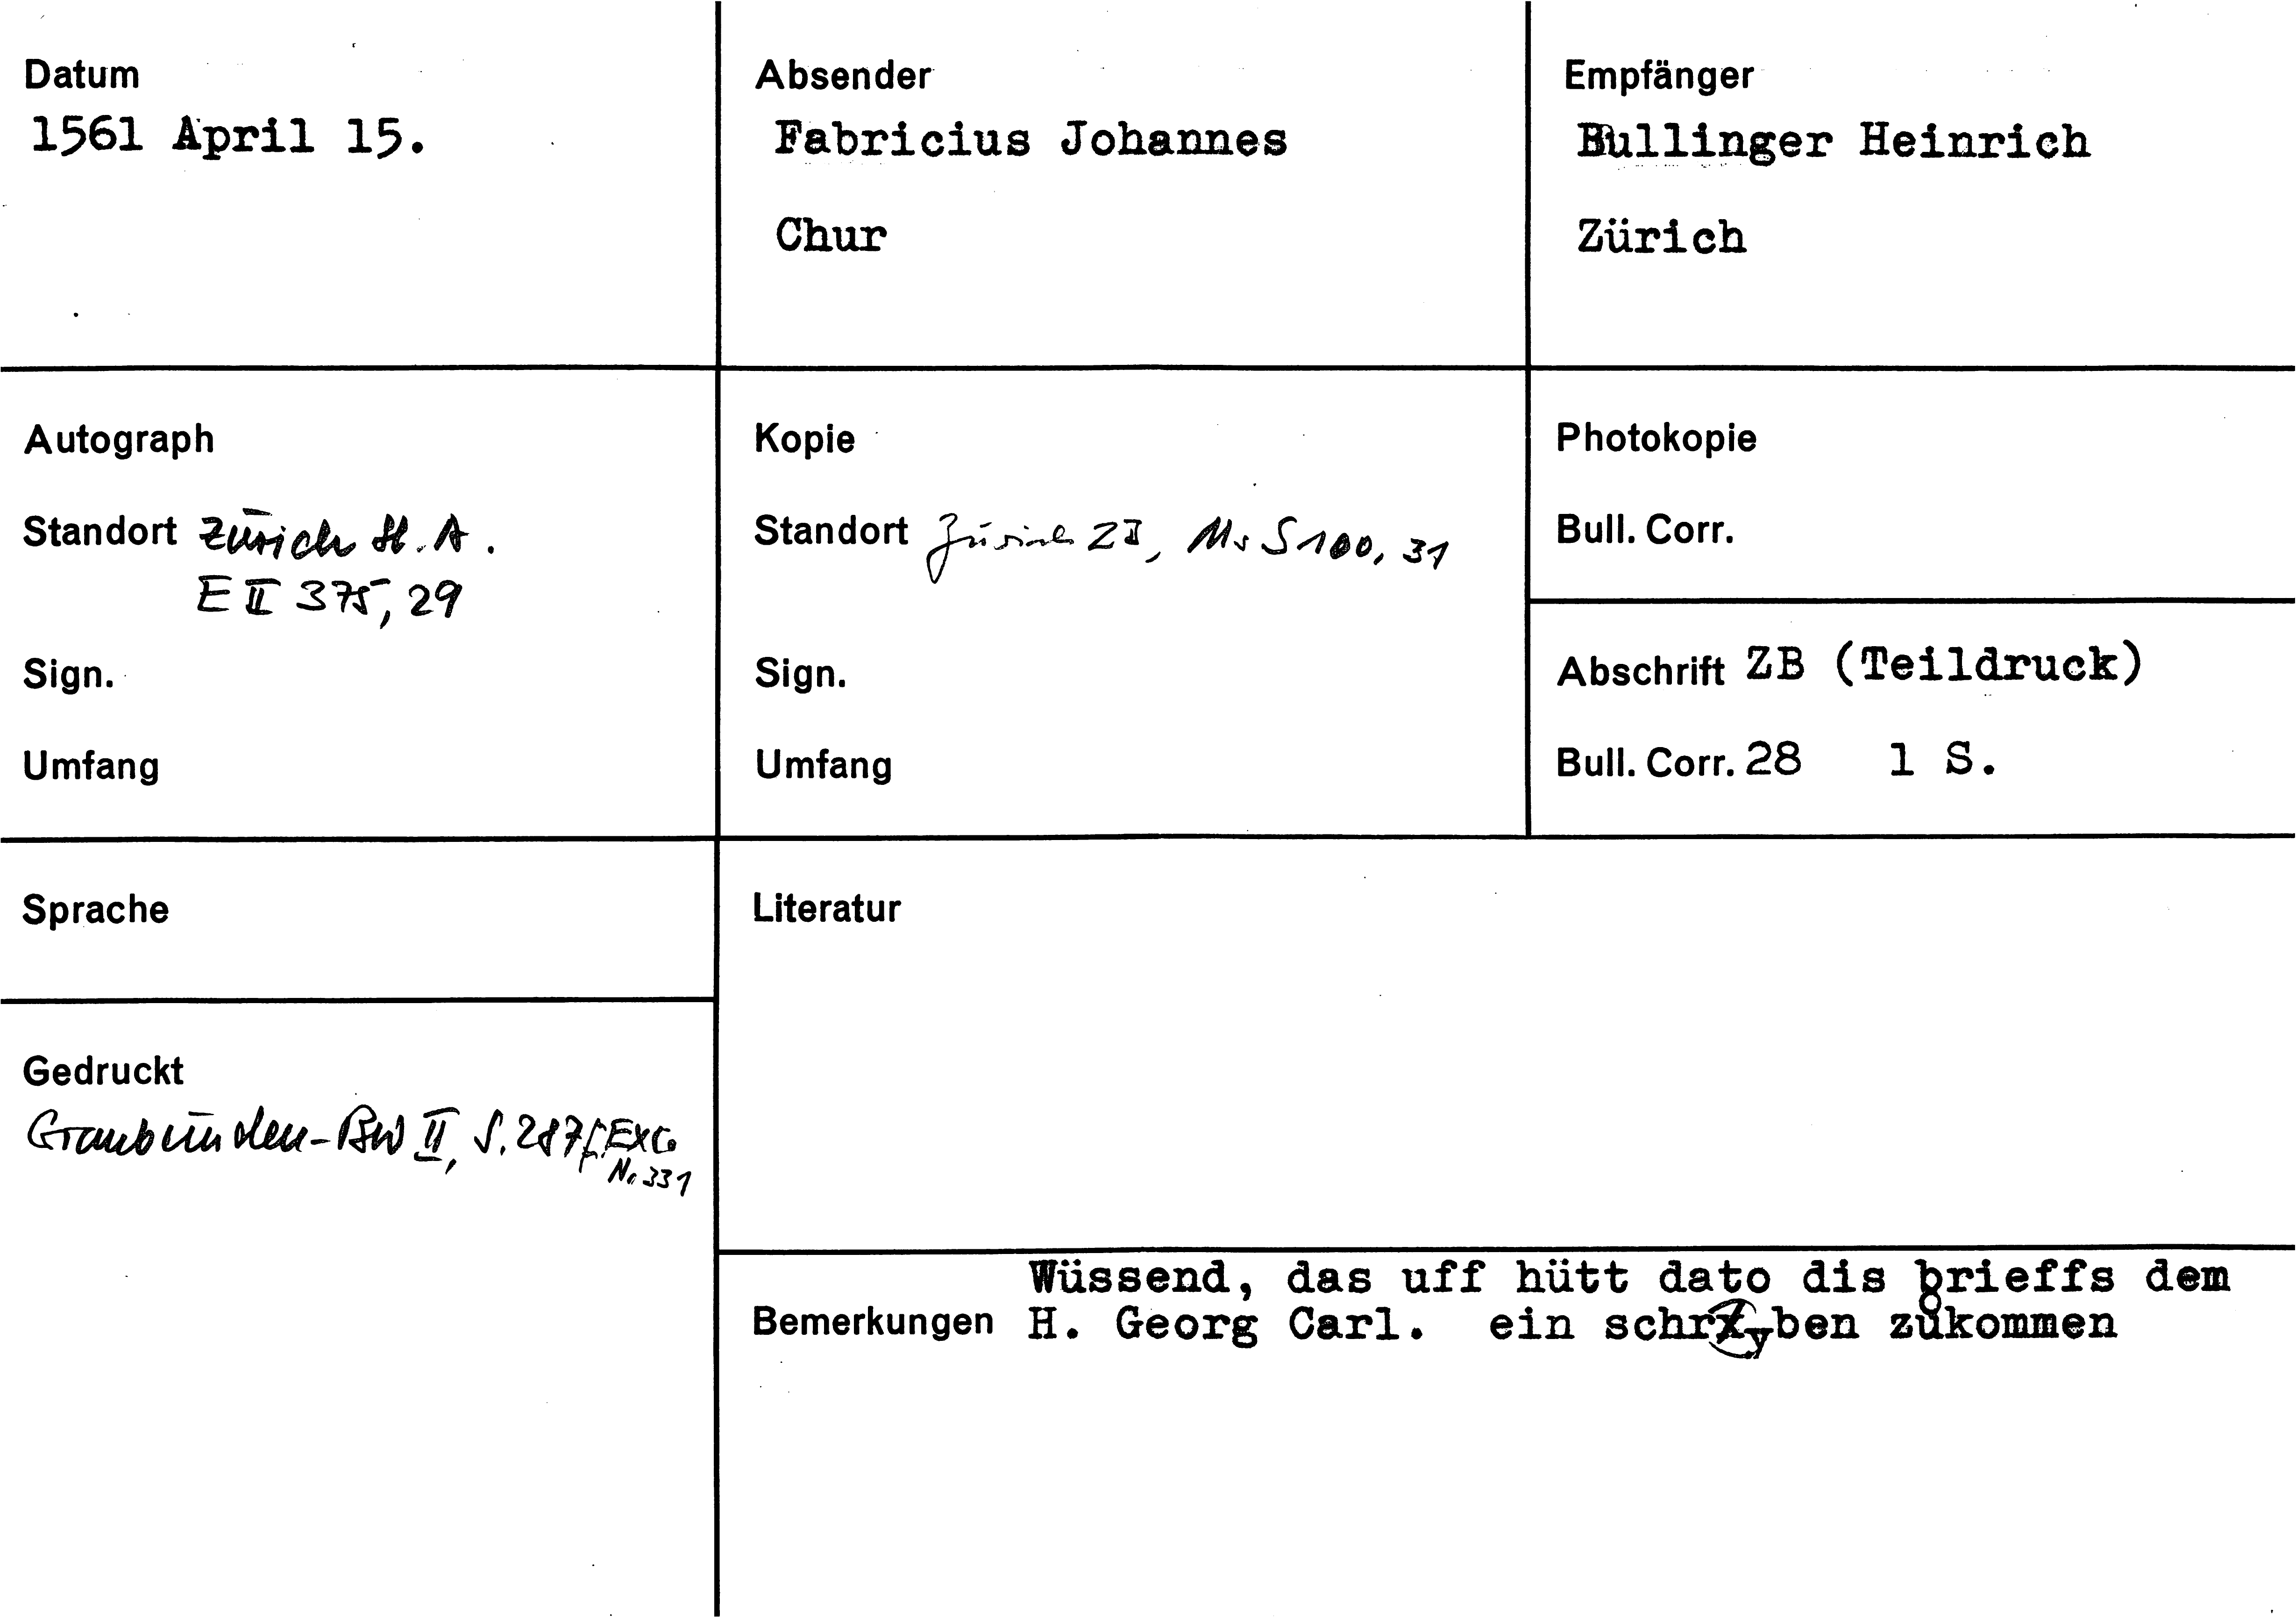 Datum
1561 April 15.
Absender
Fabricius Johannes
Chur
Empfänger
Bullinger Heinrich
Zürich
Autograph
Standort Zürich St. A.
E II 375, 29
Sign.
Umfang
Kopie
Standort Zürich ZB, Ms S 100, 31
Sign.
Umfang
Photokopie
Bull. Corr.
Abschrift ZB (Teildruck)
Bull. Corr. 28 1 S.
Sprache
Gedruckt
Graubünden-BW II, S. 287f.
Nr. 331
Literatur
Bemerkungen
Wüssend, das uff hütt dato dis brieffs dem
H. Georg Carl. ein schryben zůkommen